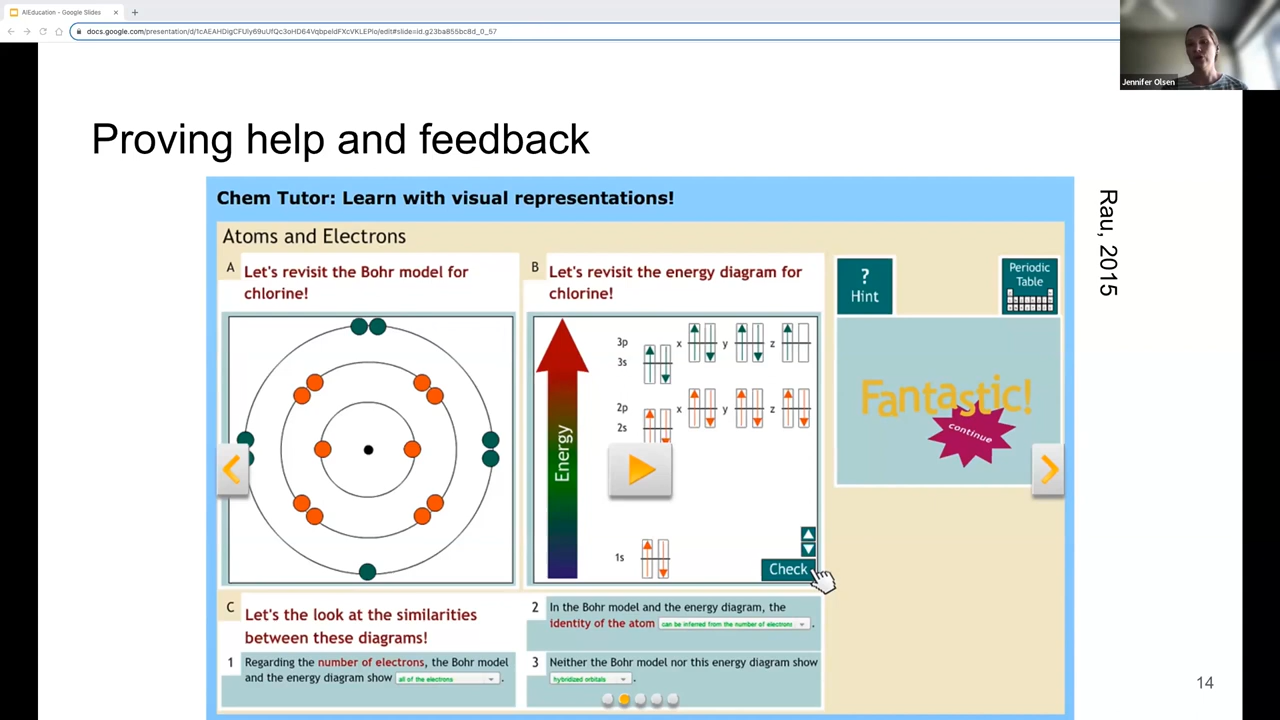 AIEducation - Google Slides
docs.google.com/presentation/d/1cAEAHDigCFUly69uUfQc3oHD64VqbpeldFXcVKLEPlo/edit#slide=id.g23ba855bc8d_0_57
Jennifer Olsen
Proving help and feedback
Rau, 2015
Chem Tutor: Learn with visual representations!
Atoms and Electrons
A
Let's revisit the Bohr model for
chlorine!
B
Let's revisit the energy diagram for
chlorine!
?
Hint
Periodic
Table
3p
x
y
z
3s
2p
x
y
z
2s
Energy
1s
Check
Fantastic!
continue
C
Let's the look at the similarities
between these diagrams!
1
Regarding the number of electrons, the Bohr model
and the energy diagram show all of the electrons .
2
In the Bohr model and the energy diagram, the
identity of the atom can be inferred from the number of electrons .
3
Neither the Bohr model nor this energy diagram show
hybridized orbitals .
14